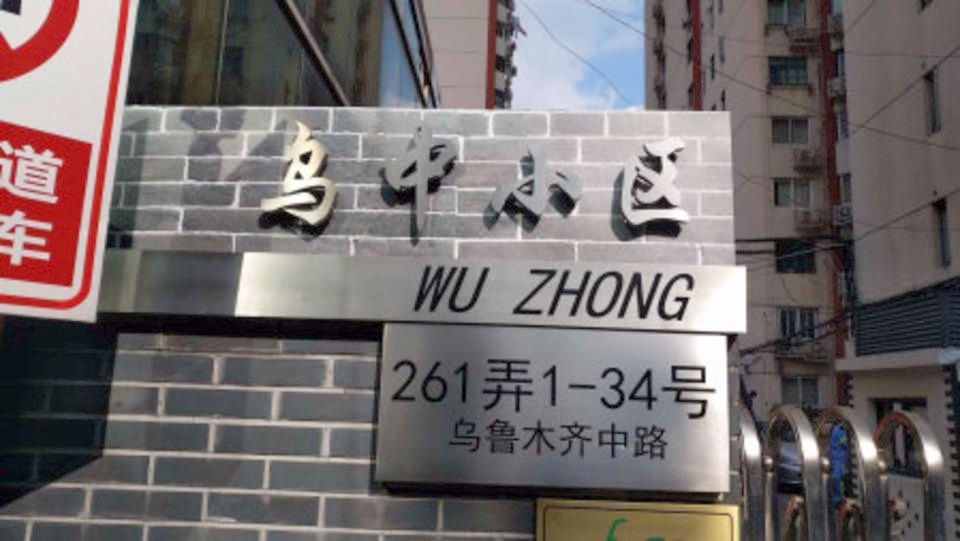 道
车
乌中小区
WU ZHONG
261弄1-34号
乌鲁木齐中路